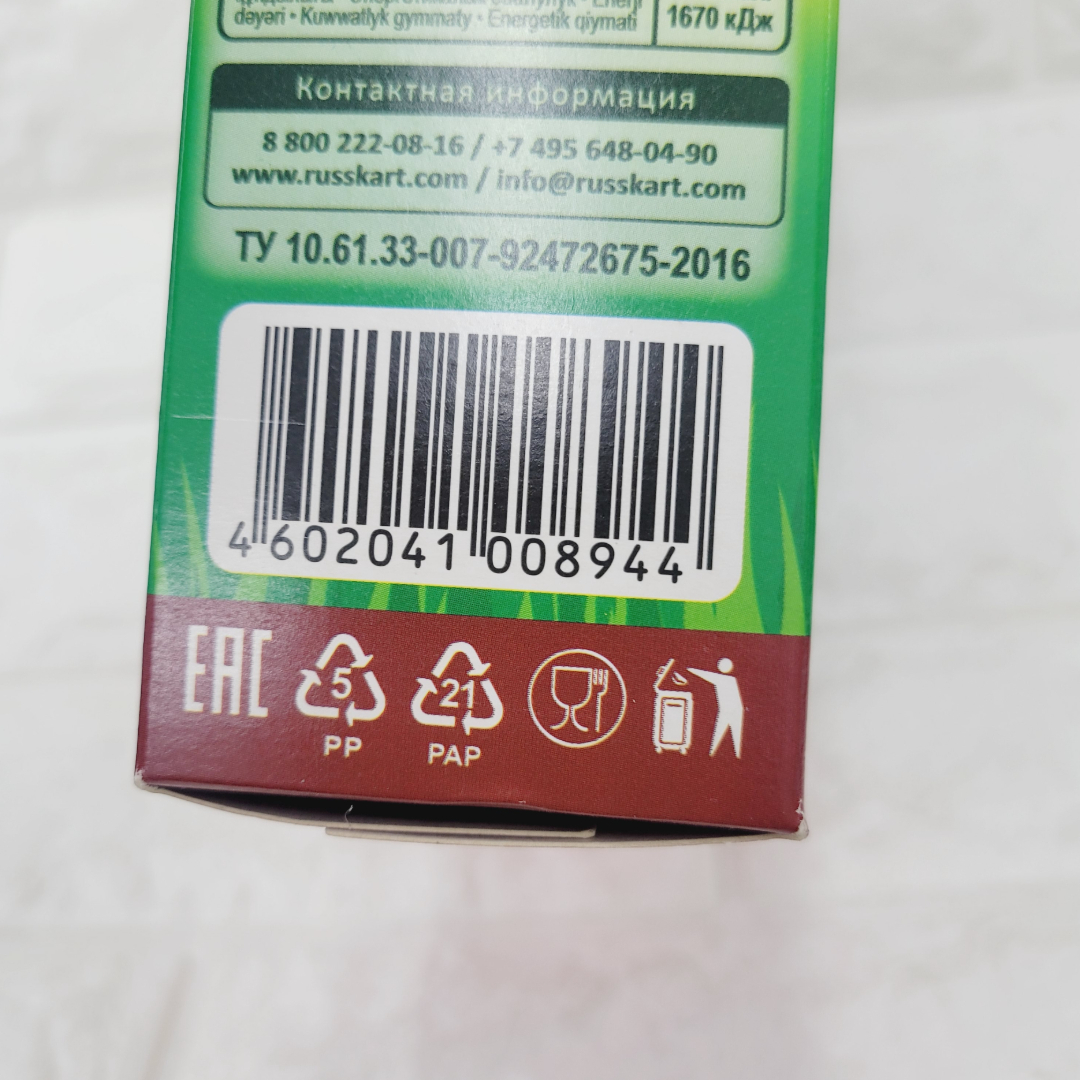 dəyəri • Kuwwatlyk gymmaty • Energetik qiymati
1670 кДж
Контактная информация
8 800 222-08-16 / +7 495 648-04-90
www.russkart.com / info@russkart.com
ТУ 10.61.33-007-92472675-2016
4 602041 008944
EAC
5
PP
21
PAP